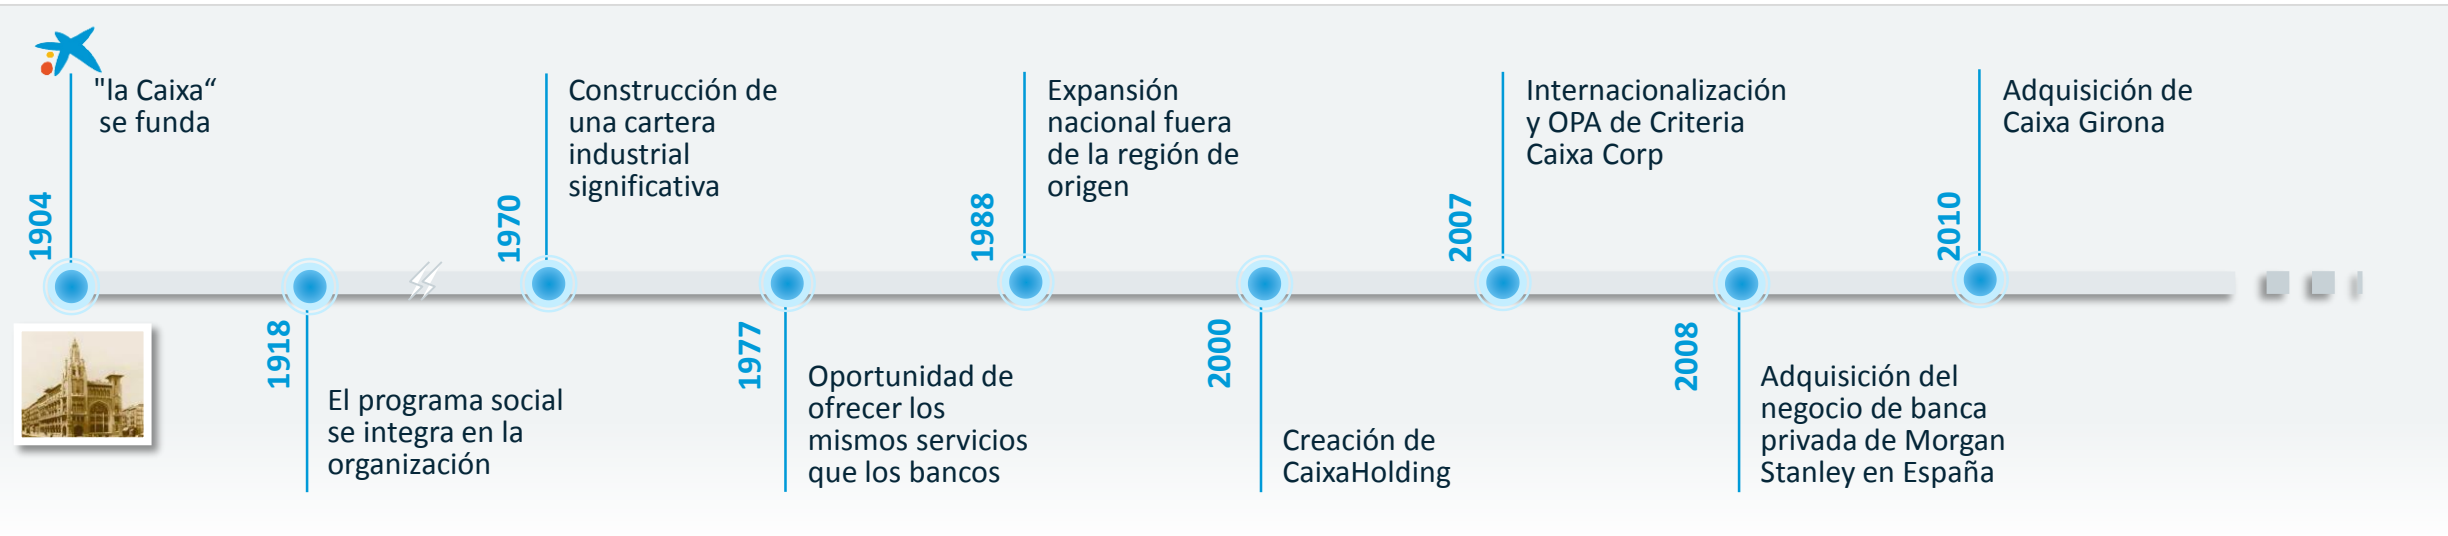 "la Caixa“
se funda
1904
El programa social
se integra en la
organización
1918
Construcción de
una cartera
industrial
significativa
1970
Oportunidad de
ofrecer los
mismos servicios
que los bancos
1977
Expansión
nacional fuera
de la región de
origen
1988
Creación de
CaixaHolding
2000
Internacionalización
y OPA de Criteria
Caixa Corp
2007
Adquisición del
negocio de banca
privada de Morgan
Stanley en España
2008
Adquisición de
Caixa Girona
2010